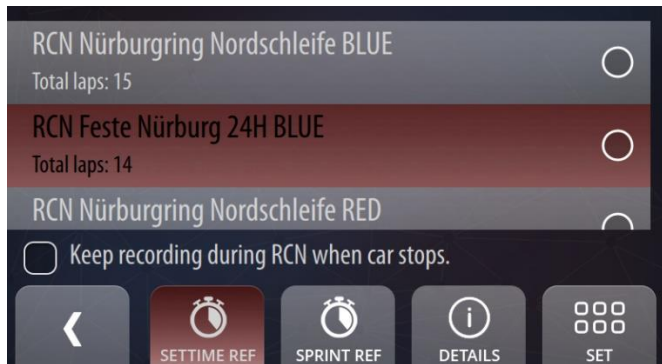 RCN Nürburgring Nordschleife BLUE
Total laps: 15
RCN Feste Nürburg 24H BLUE
Total laps: 14
RCN Nürburgring Nordschleife RED
Keep recording during RCN when car stops.
SETTIME REF SPRINT REF DETAILS SET